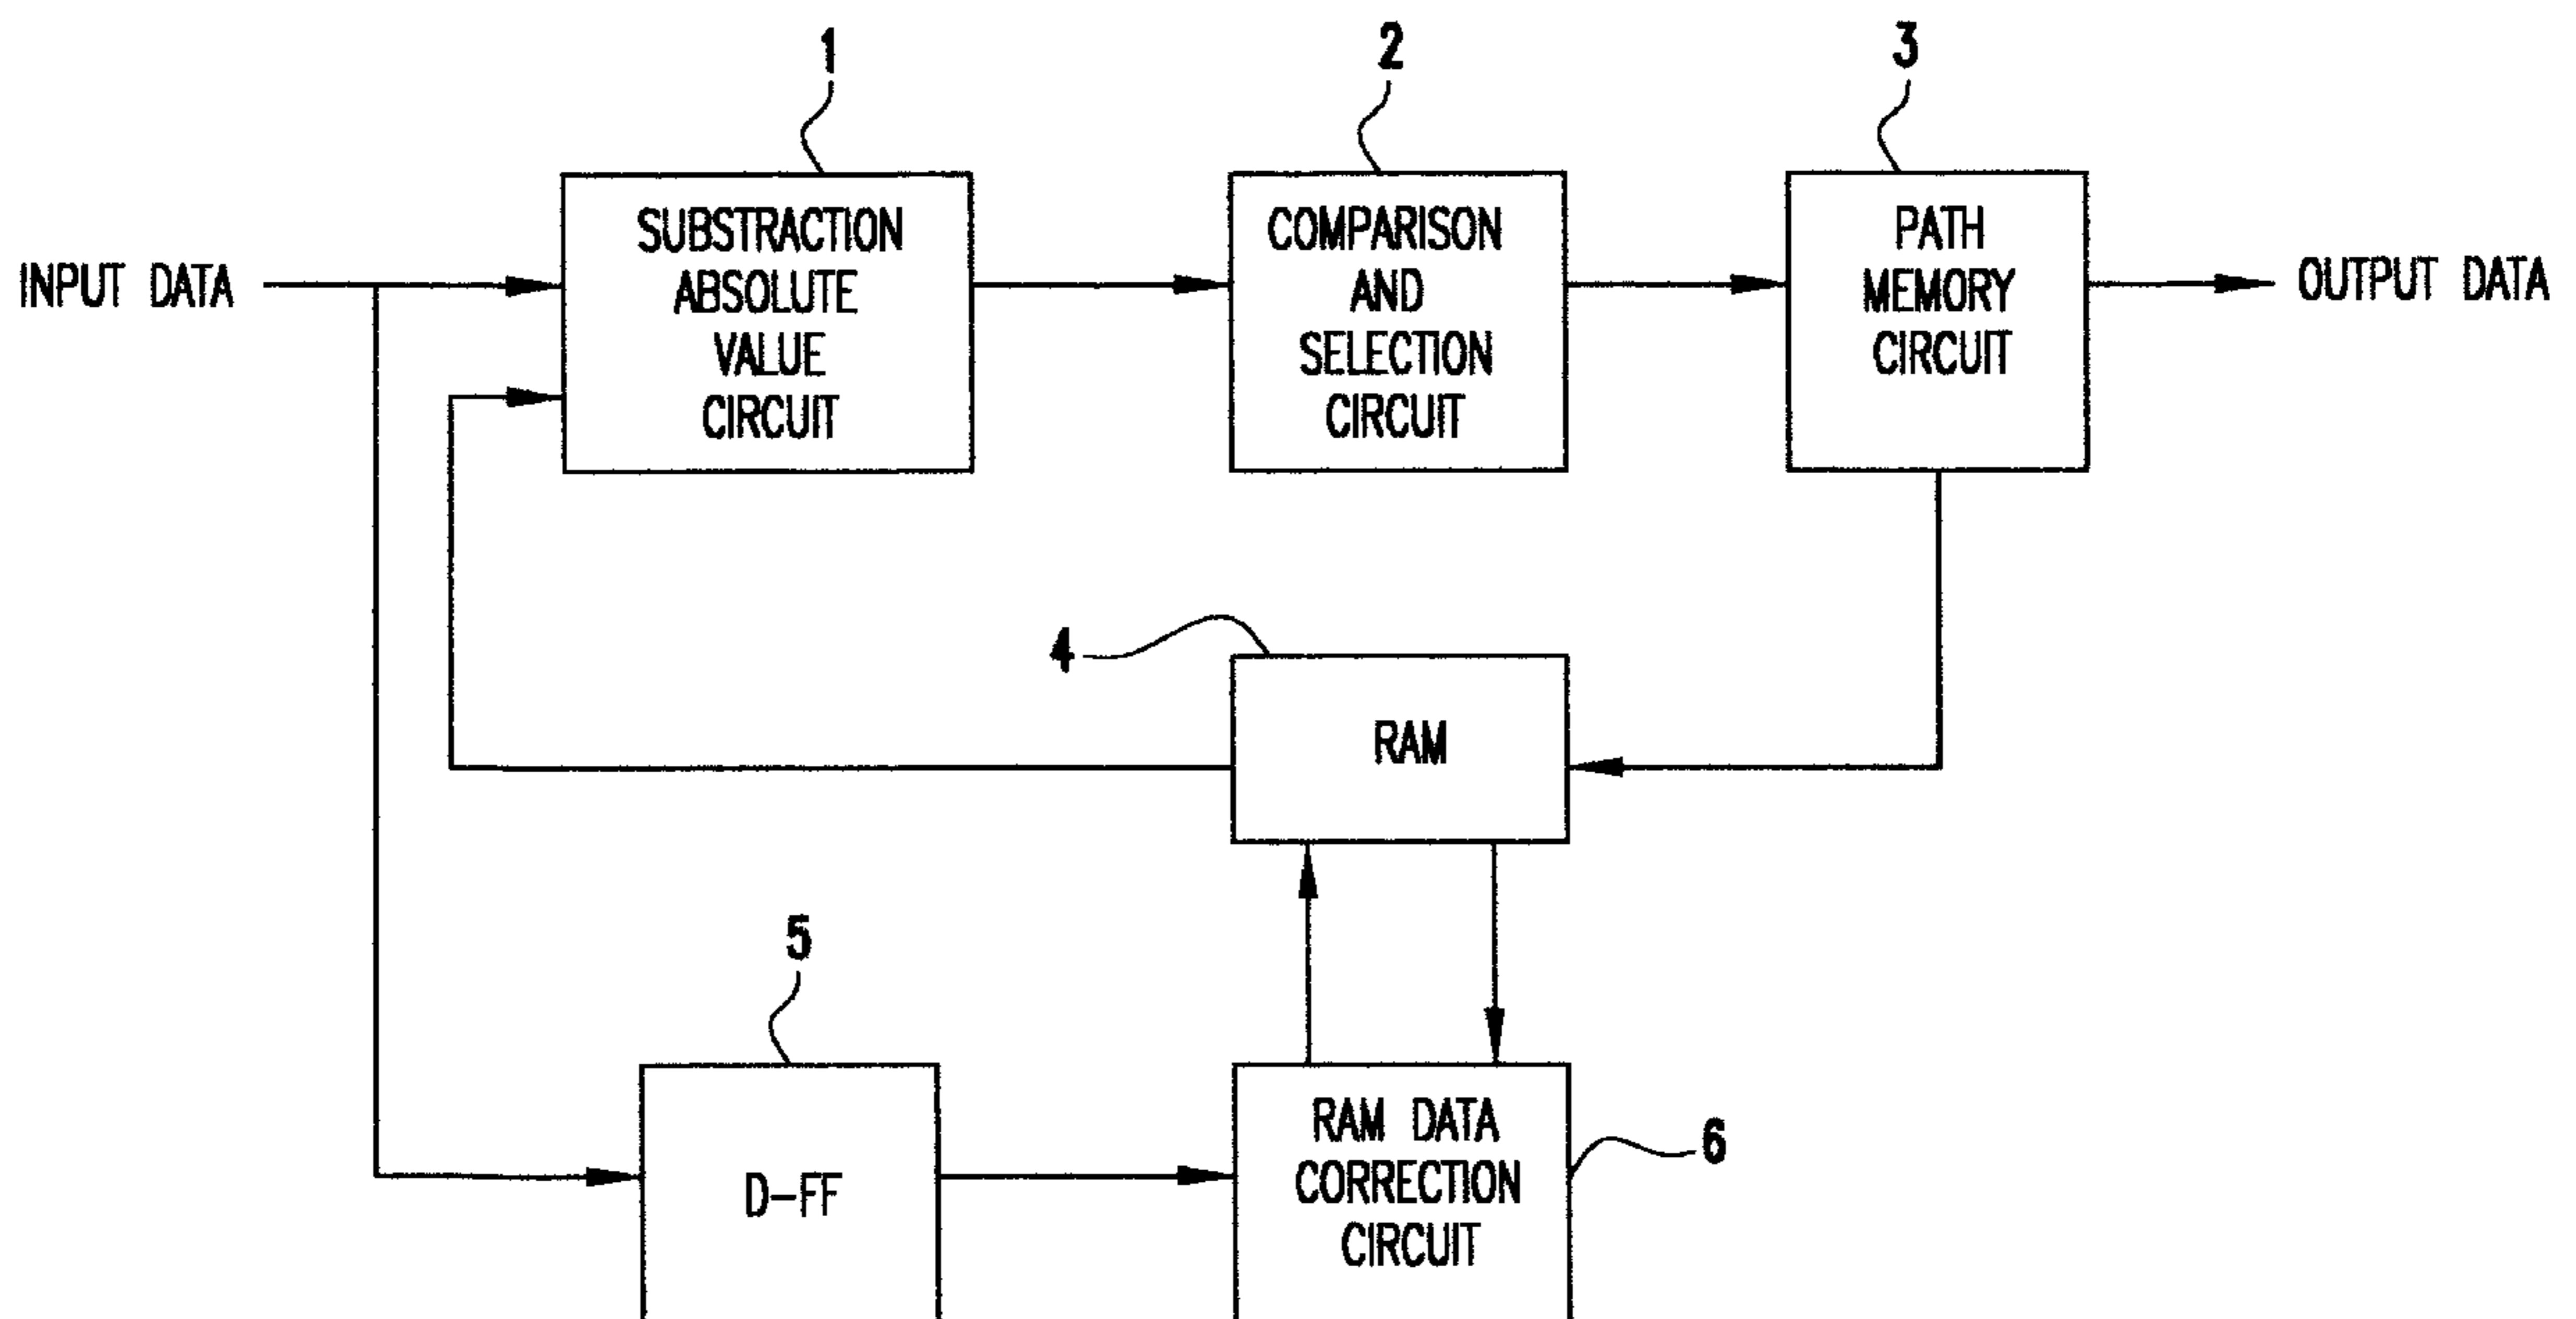 1
2
3
INPUT DATA
SUBSTRACTION
ABSOLUTE
VALUE
CIRCUIT
COMPARISON
AND
SELECTION
CIRCUIT
PATH
MEMORY
CIRCUIT
OUTPUT DATA
4
RAM
5
D-FF
RAM DATA
CORRECTION
CIRCUIT
6